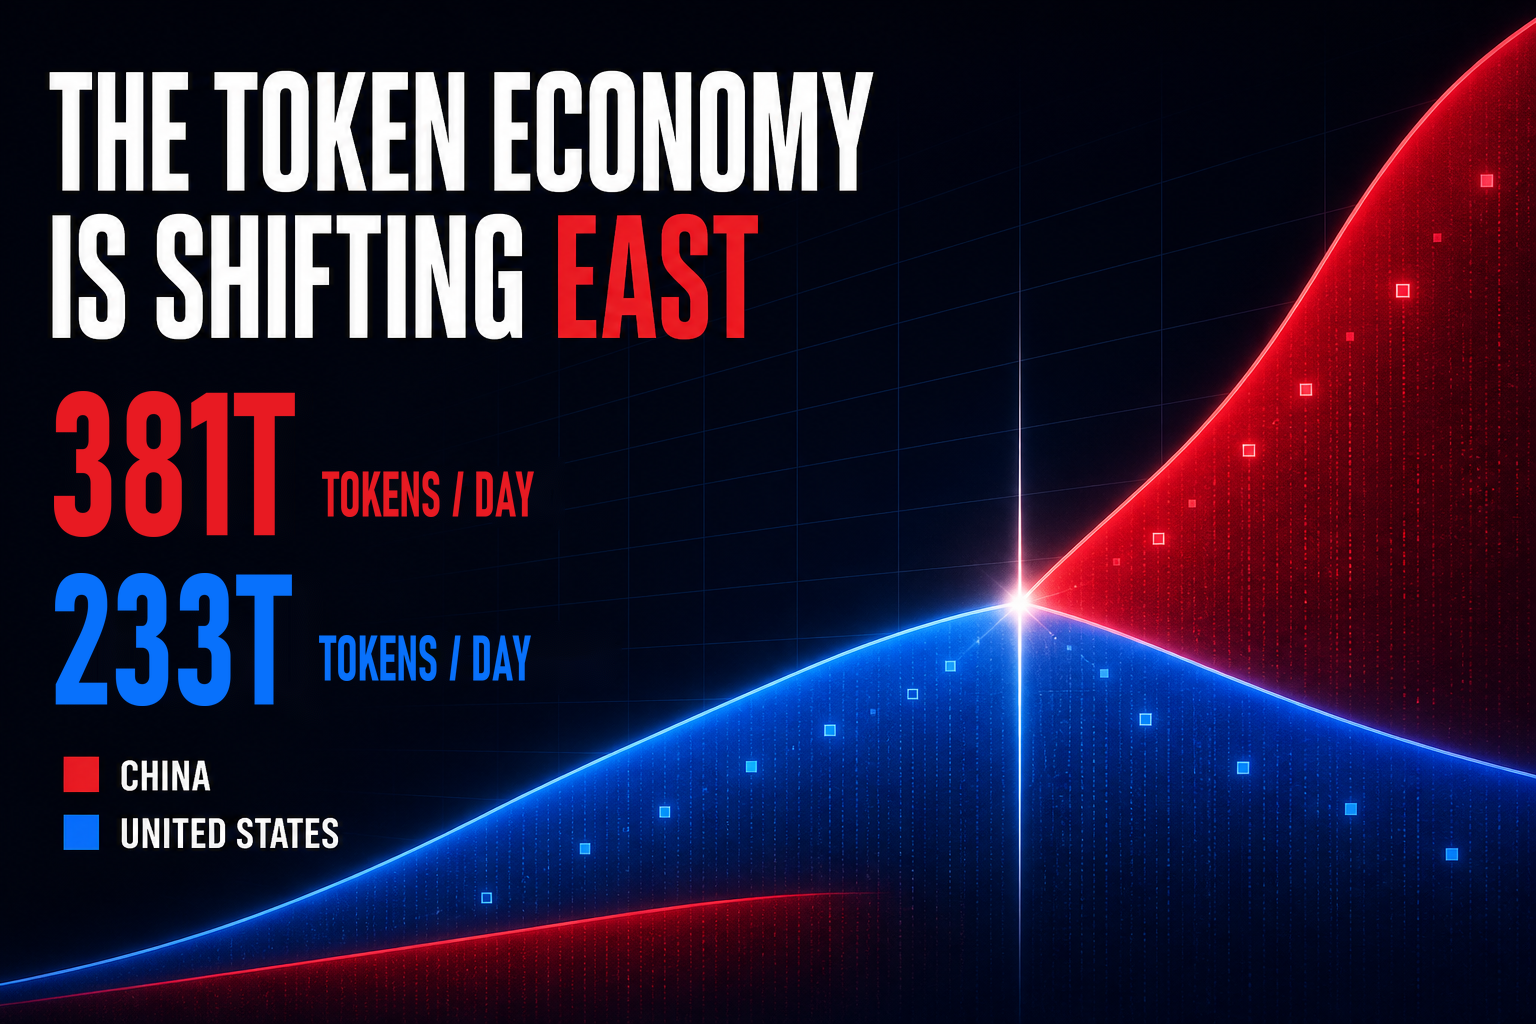 THE TOKEN ECONOMY
IS SHIFTING EAST
381T TOKENS / DAY
233T TOKENS / DAY
CHINA
UNITED STATES